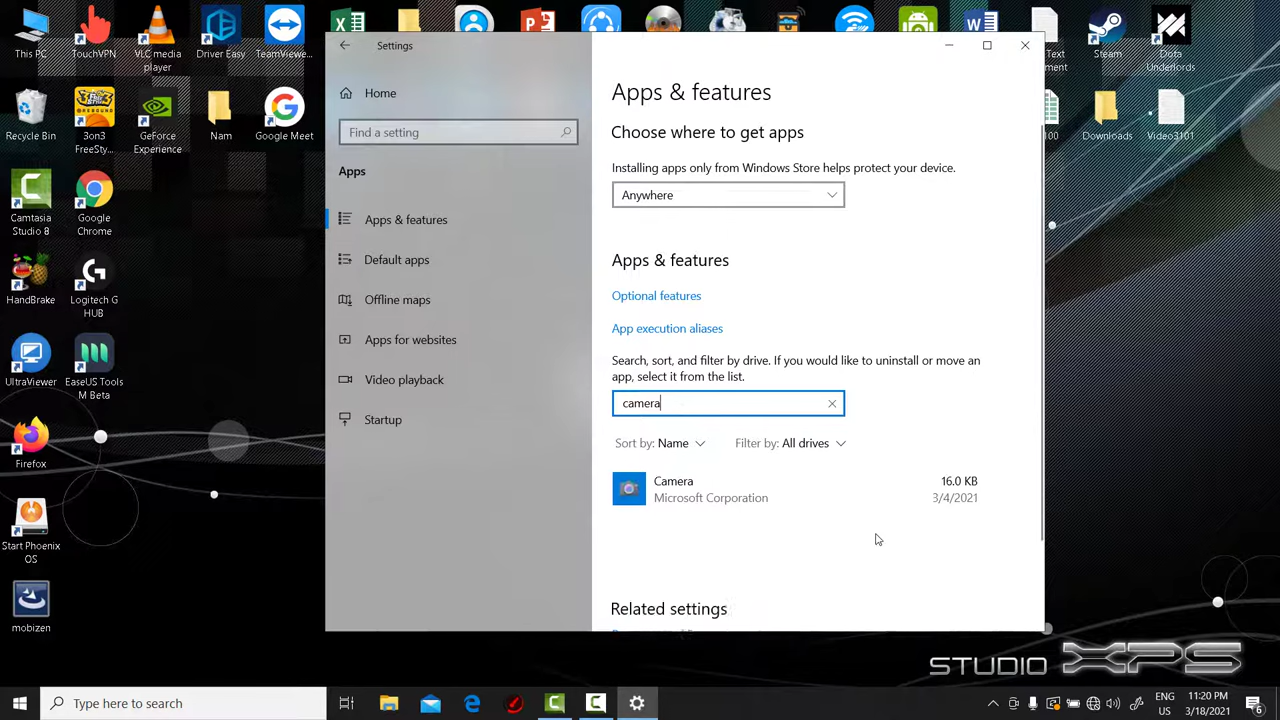 This PC
TouchVPN
VLC media
player
Driver Easy
TeamView...
Recycle Bin
3on3
FreeSty...
GeForce
Experience
Nam
Google Meet
Camtasia
Studio 8
Google
Chrome
HandBrake
Logitech G
HUB
UltraViewer
EaseUS Tools
M Beta
Firefox
Start Phoenix
OS
mobizen
Steam
Dota
Underlords
Downloads
Video3101
Settings
Home
Find a setting
Apps
Apps & features
Default apps
Offline maps
Apps for websites
Video playback
Startup
Apps & features
Choose where to get apps
Installing apps only from Windows Store helps protect your device.
Anywhere
Apps & features
Optional features
App execution aliases
Search, sort, and filter by drive. If you would like to uninstall or move an
app, select it from the list.
camera
Sort by: Name
Filter by: All drives
Camera
16.0 KB
Microsoft Corporation
3/4/2021
Related settings
STUDIO XPS
Type here to search
ENG
US
11:20 PM
3/18/2021
6